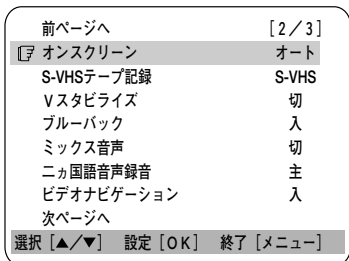 前ページへ [2/3]
オンスクリーン オート
S-VHSテープ記録 S-VHS
Vスタビライズ 切
ブルーバック 入
ミックス音声 切
二ヵ国語音声録音 主
ビデオナビゲーション 入
次ページへ
選択[▲/▼] 設定[OK] 終了[メニュー]